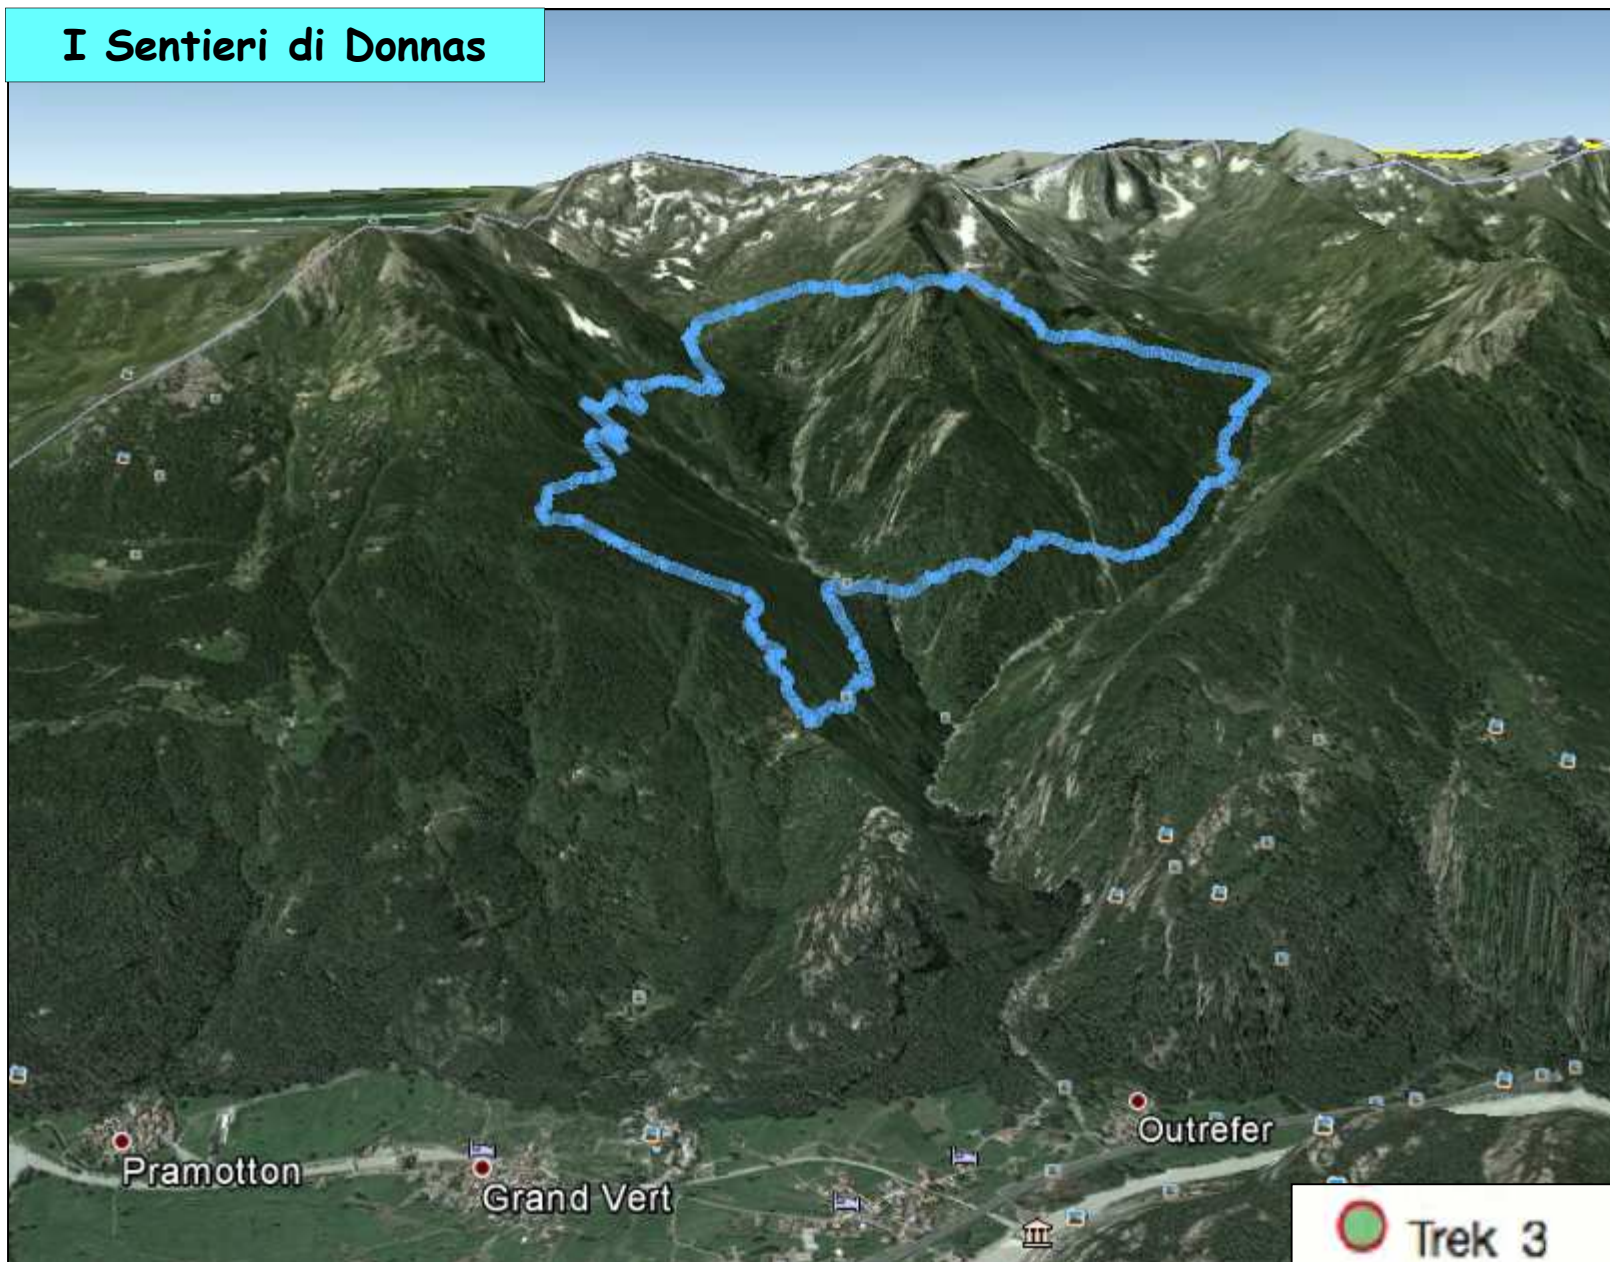 I Sentieri di Donnas
Outrefer
Pramotton
Grand Vert
Trek 3